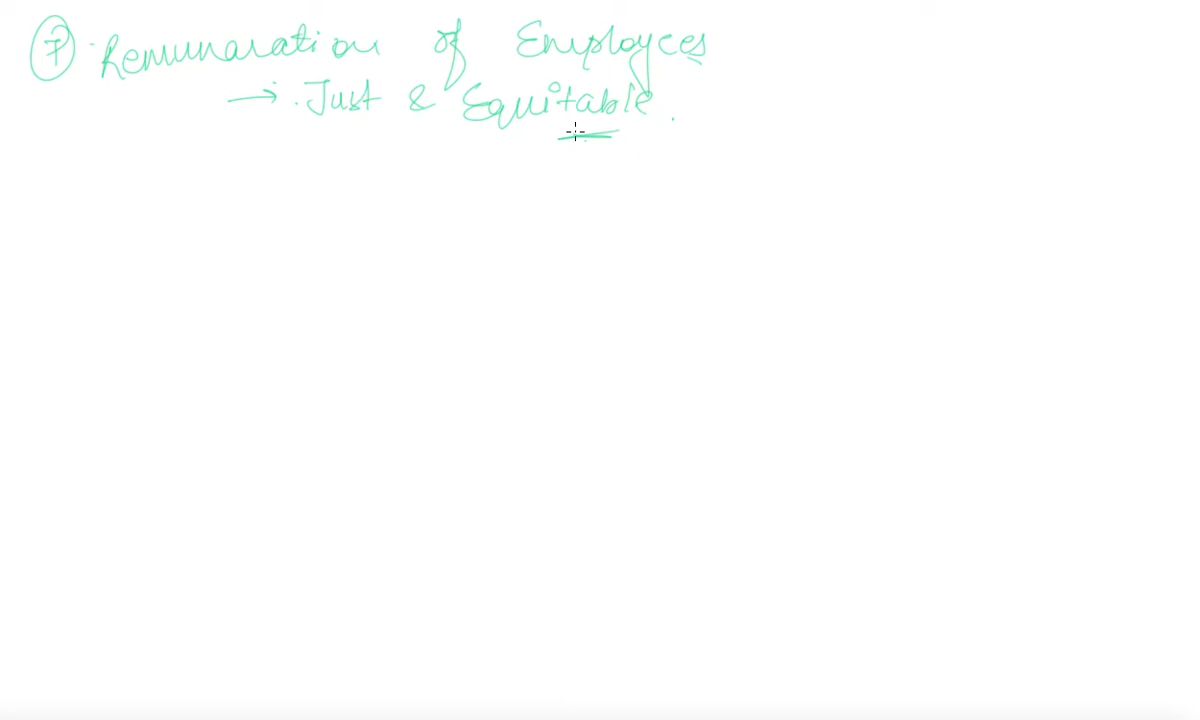 ⑦. Remunaration of Employees
→ . Just & Equitable.